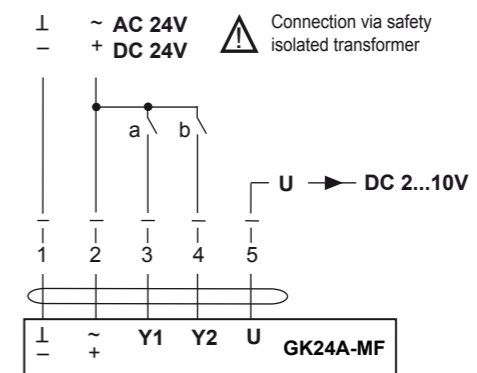 ⊥ ~ AC 24V
– + DC 24V
Connection via safety
isolated transformer
a b
U DC 2...10V
1 2 3 4 5
⊥ ~ Y1 Y2 U
– +
GK24A-MF